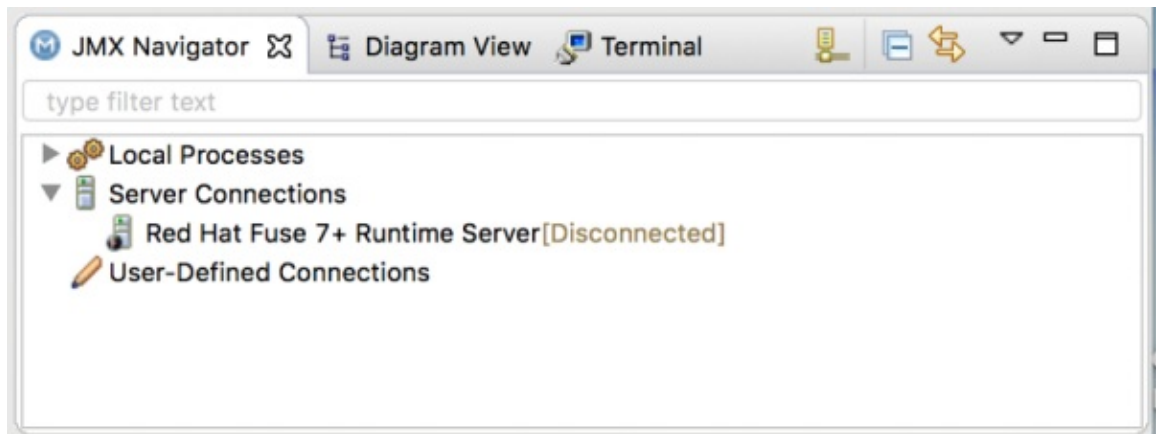 JMX Navigator Diagram View Terminal
type filter text
Local Processes
Server Connections
Red Hat Fuse 7+ Runtime Server[Disconnected]
User-Defined Connections